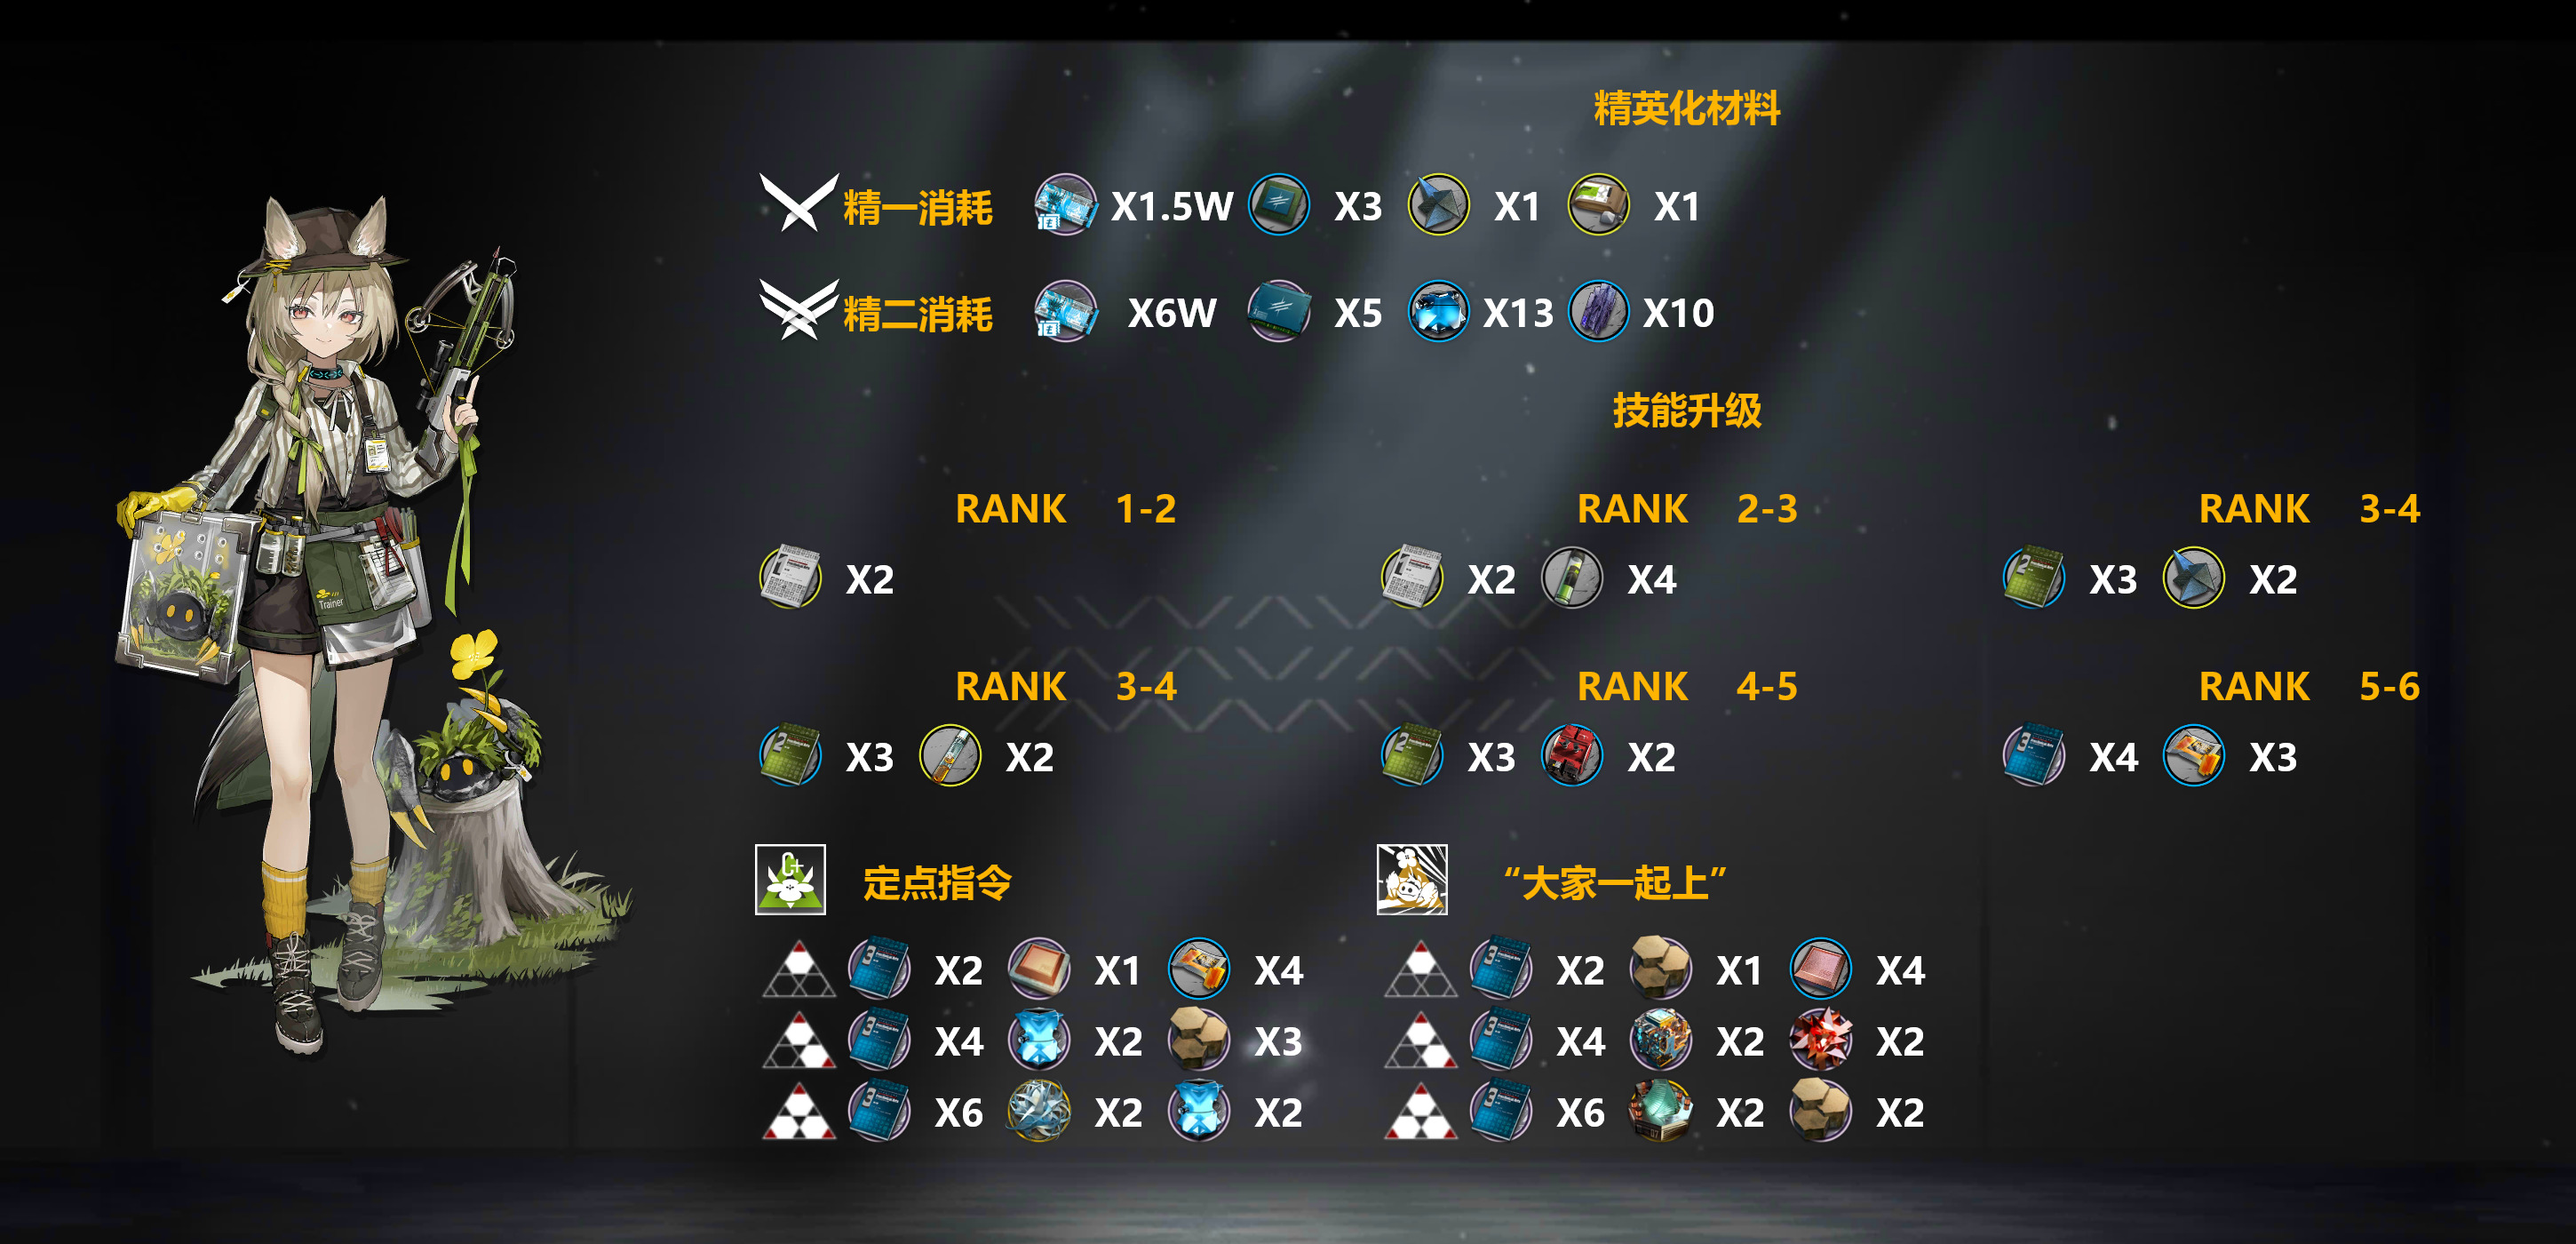 精英化材料
精一消耗 X1.5W X3 X1 X1
精二消耗 X6W X5 X13 X10
技能升级
RANK 1-2 RANK 2-3 RANK 3-4
X2 X2 X4 X3 X2
RANK 3-4 RANK 4-5 RANK 5-6
X3 X2 X3 X2 X4 X3
定点指令 “大家一起上”
X2 X1 X4 X2 X1 X4
X4 X2 X3 X4 X2 X2
X6 X2 X2 X6 X2 X2
Trainer